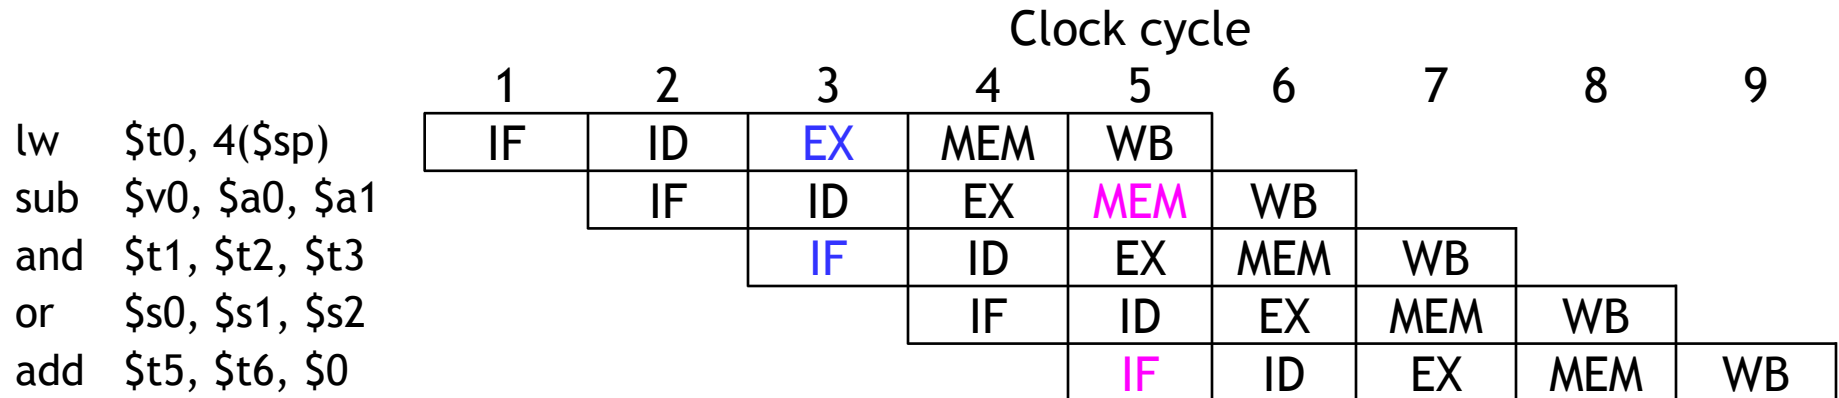 Clock cycle
1 2 3 4 5 6 7 8 9
lw $t0, 4($sp) IF ID EX MEM WB
sub $v0, $a0, $a1 IF ID EX MEM WB
and $t1, $t2, $t3 IF ID EX MEM WB
or $s0, $s1, $s2 IF ID EX MEM WB
add $t5, $t6, $0 IF ID EX MEM WB